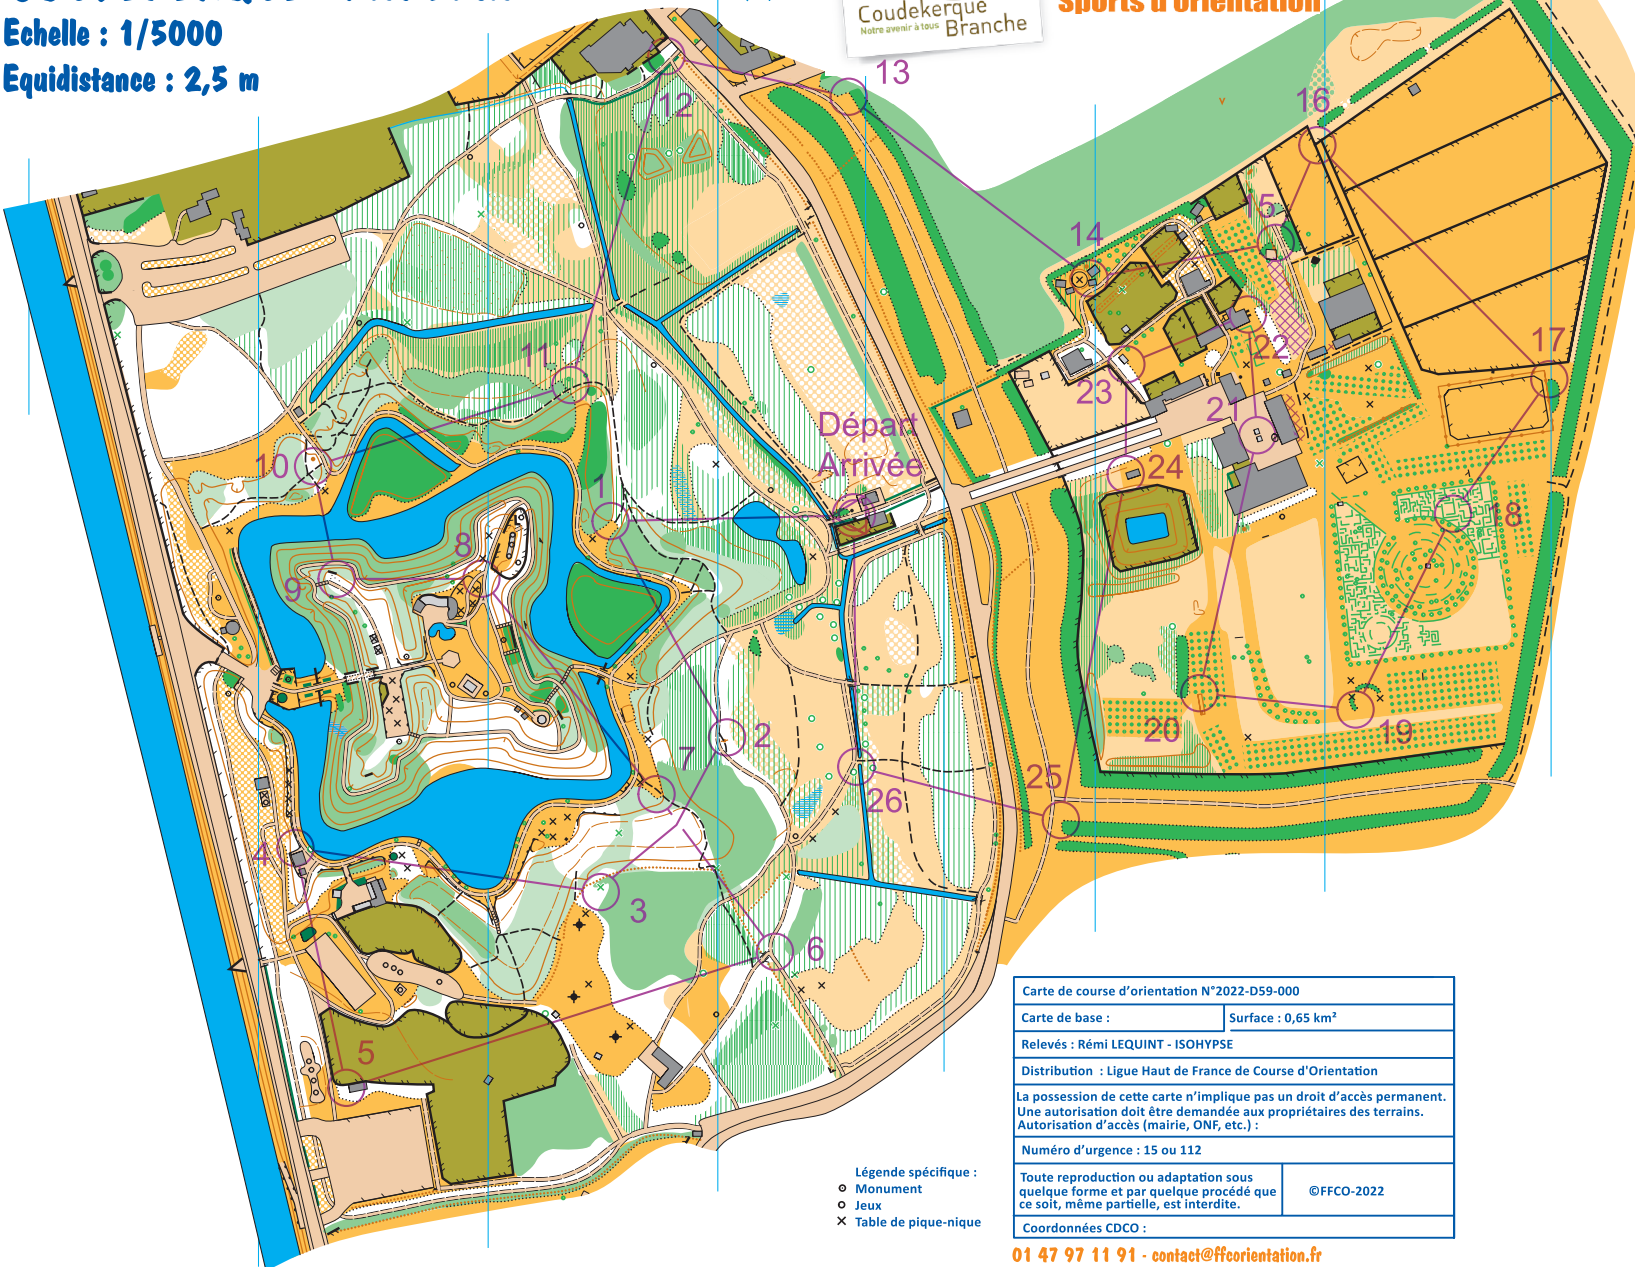 Echelle : 1/5000
Equidistance : 2,5 m
Coudekerque
Notre avenir à tous Branche
sports d'orientation
13
12
16
15
14
17
11
22
23
Départ
Arrivée
21
10
24
1
18
8
9
2
20
19
7
25
26
4
3
6
5
Carte de course d'orientation N°2022-D59-000
Carte de base :
Surface : 0,65 km²
Relevés : Rémi LEQUINT - ISOHYPSE
Distribution : Ligue Haut de France de Course d'Orientation
La possession de cette carte n'implique pas un droit d'accès permanent.
Une autorisation doit être demandée aux propriétaires des terrains.
Autorisation d'accès (mairie, ONF, etc.) :
Numéro d'urgence : 15 ou 112
Toute reproduction ou adaptation sous
quelque forme et par quelque procédé que
ce soit, même partielle, est interdite.
©FFCO-2022
Coordonnées CDCO :
01 47 97 11 91 - contact@ffcorientation.fr
Légende spécifique :
Monument
Jeux
Table de pique-nique